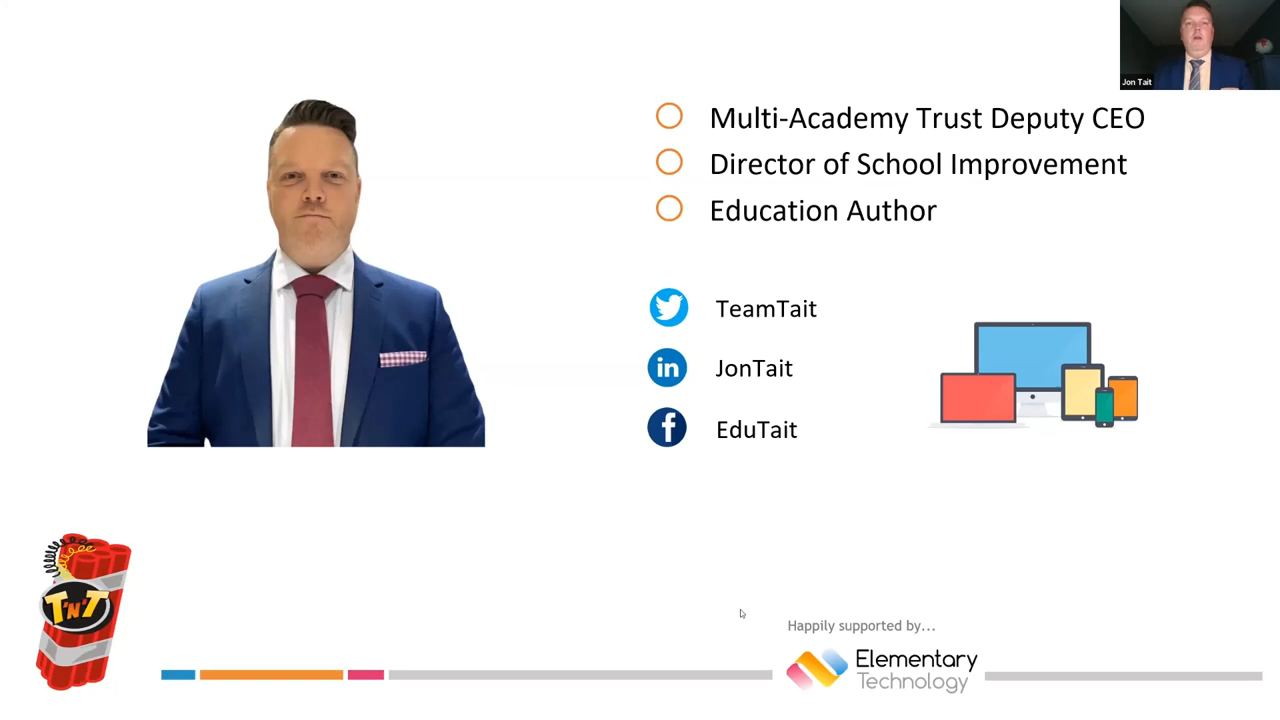 Jon Tait
Multi-Academy Trust Deputy CEO
Director of School Improvement
Education Author
TeamTait
in
JonTait
f
EduTait
T'N'T
Happily supported by...
Elementary
Technology